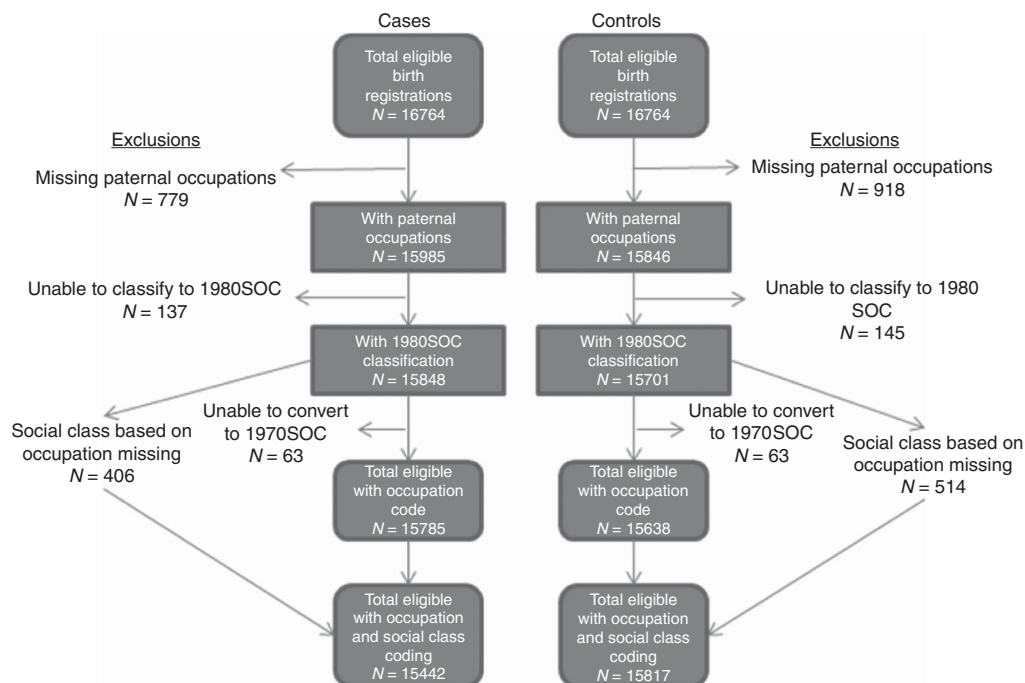 Cases
Total eligible
birth
registrations
N = 16764
Exclusions
Missing paternal occupations
N = 779
With paternal
occupations
N = 15985
Unable to classify to 1980SOC
N = 137
With 1980SOC
classification
N = 15848
Social class based on
occupation missing
N = 406
Unable to convert
to 1970SOC
N = 63
Total eligible
with occupation
code
N = 15785
Total eligible
with occupation
and social class
coding
N = 15442
Controls
Total eligible
birth
registrations
N = 16764
Exclusions
Missing paternal occupations
N = 918
With paternal
occupations
N = 15846
Unable to classify to 1980
SOC
N = 145
With 1980SOC
classification
N = 15701
Unable to convert
to 1970SOC
N = 63
Social class based on
occupation missing
N = 514
Total eligible
with occupation
code
N = 15638
Total eligible
with occupation
and social class
coding
N = 15817